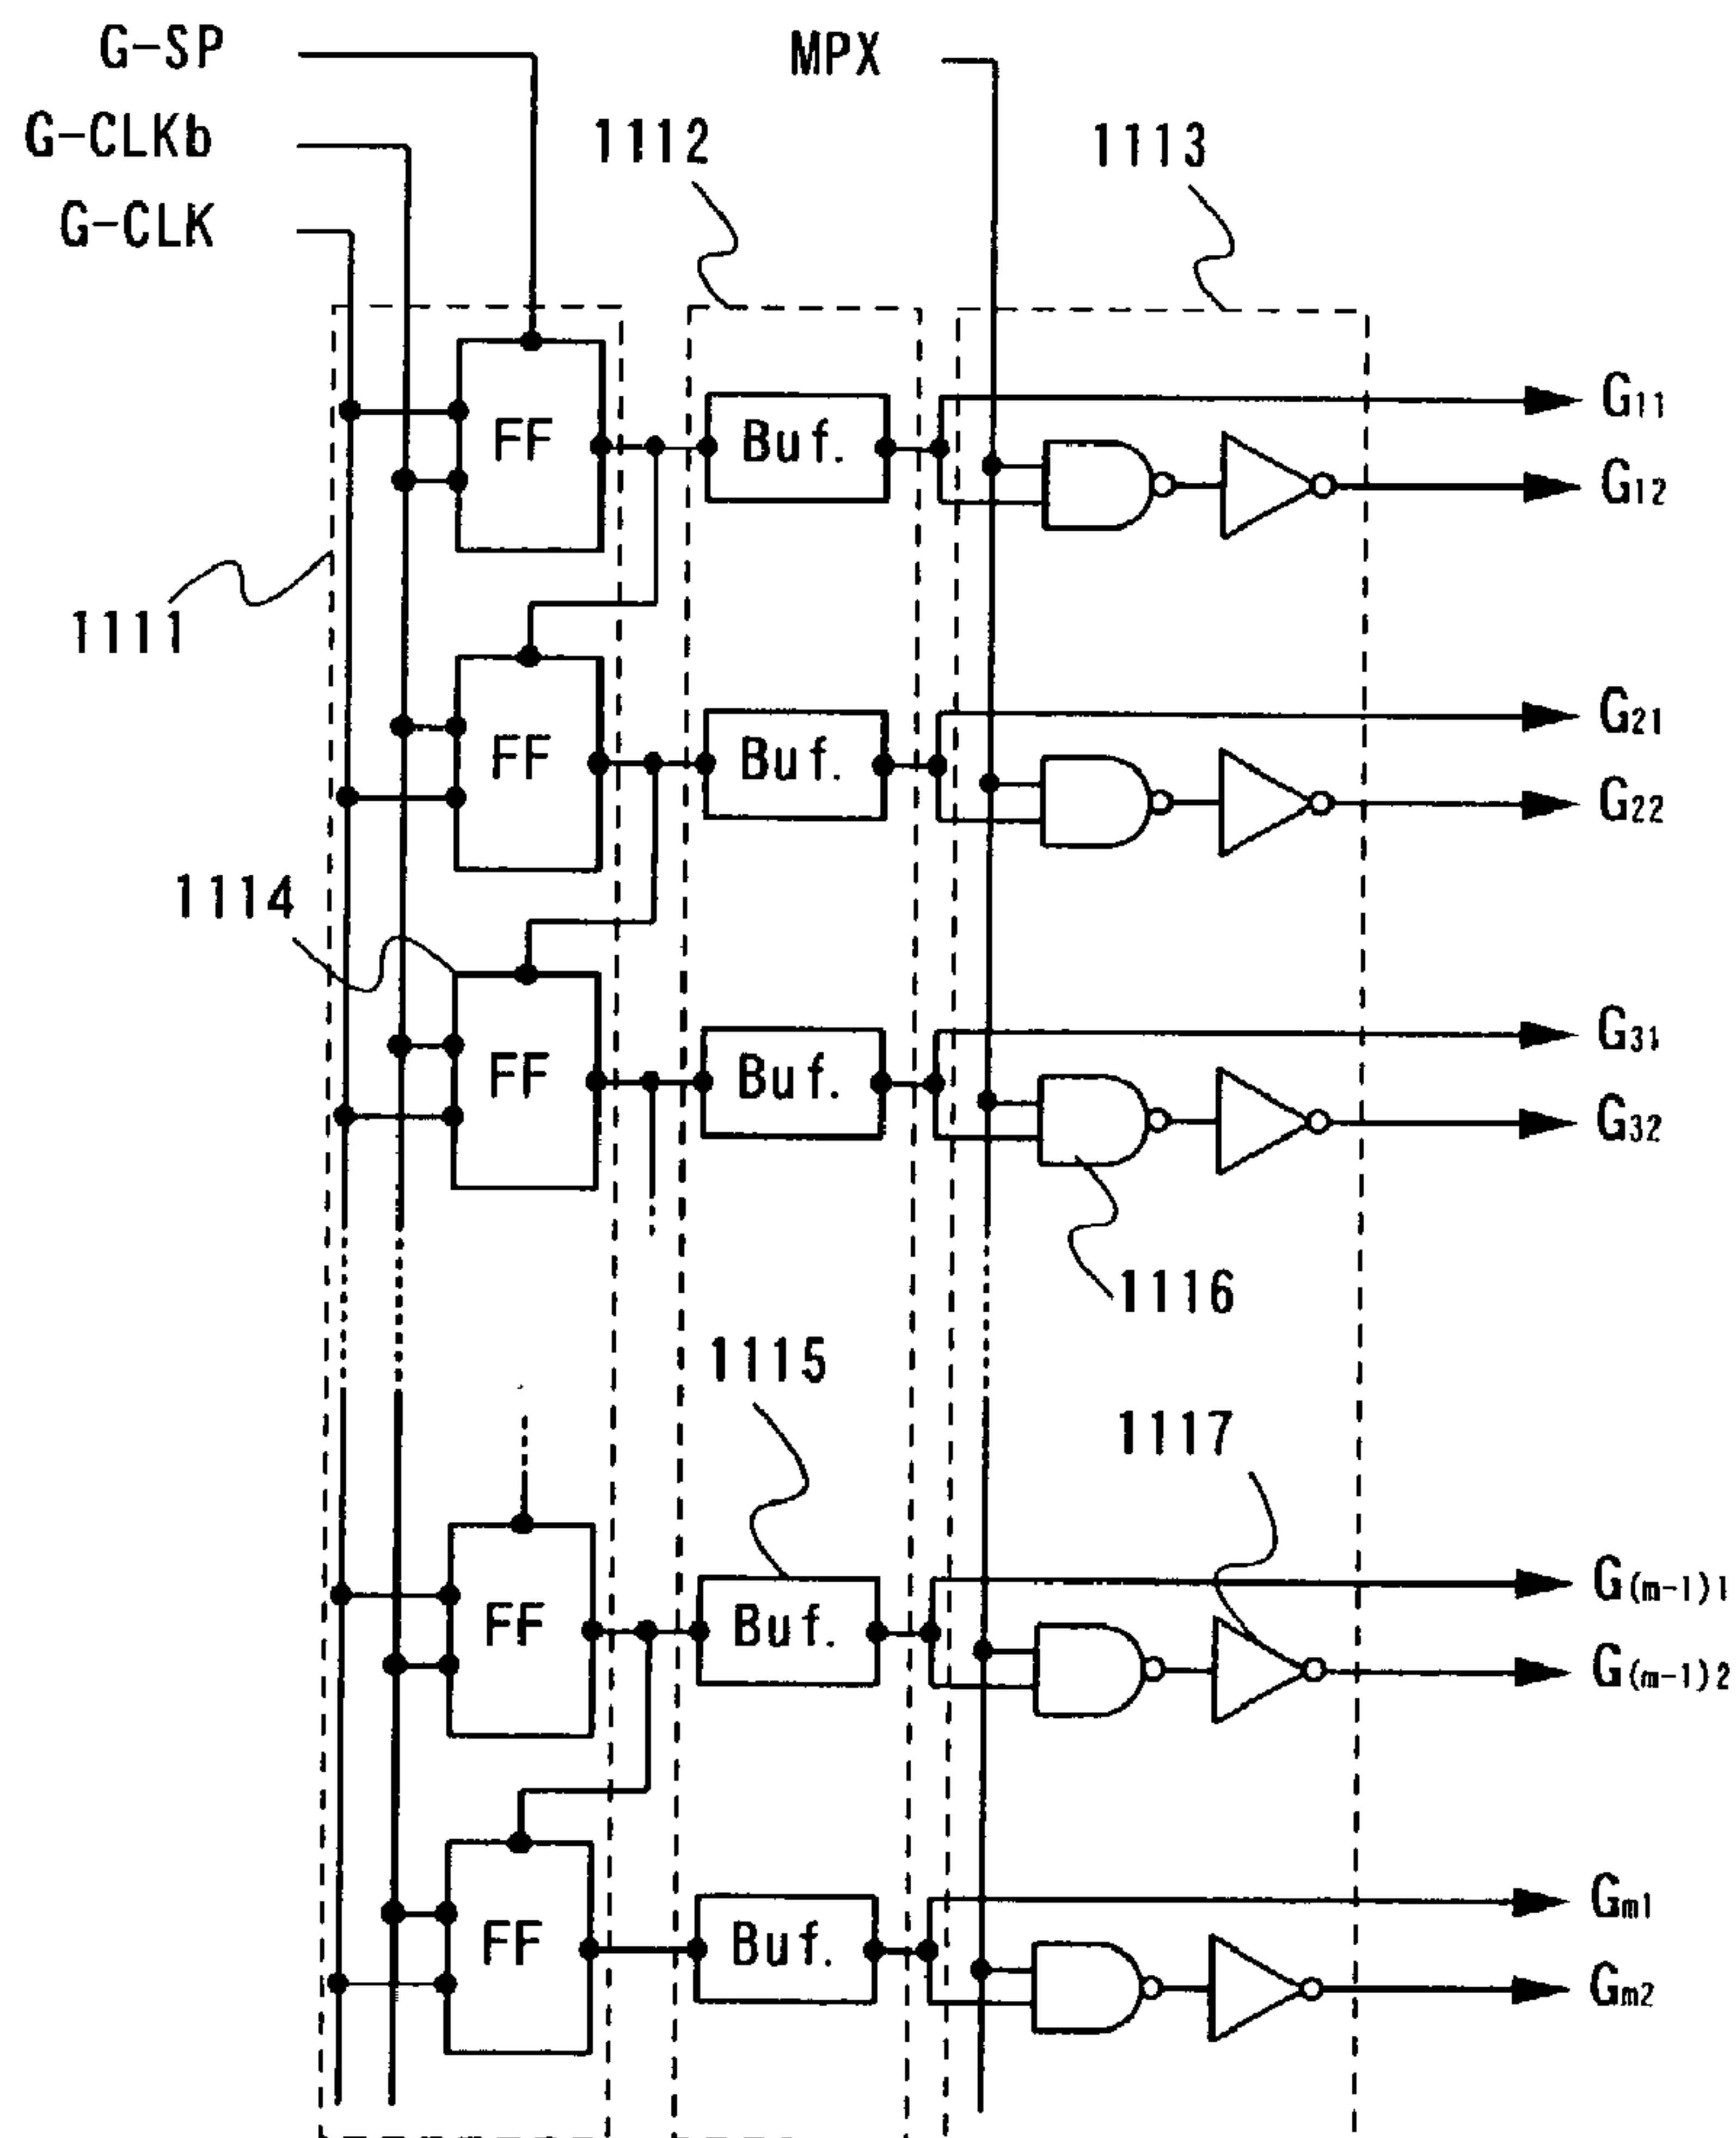 G-SP
MPX
G-CLKb
1112
1113
G-CLK
FF
Buf.
G11
G12
1111
FF
Buf.
G21
G22
1114
FF
Buf.
G31
G32
1116
1115
1117
FF
Buf.
G(m-1)1
G(m-1)2
FF
Buf.
Gm1
Gm2